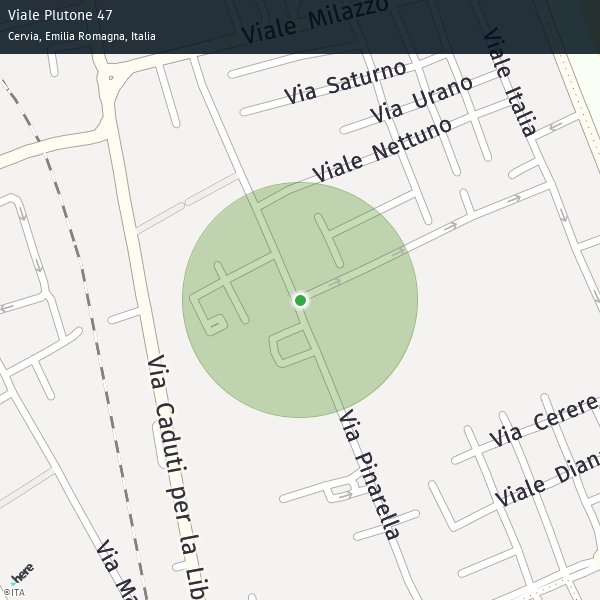 Viale Plutone 47
Cervia, Emilia Romagna, Italia
Viale Milazzo
Via Saturno
Via Urano
Viale Nettuno
Viale Italia
Via Caduti per la Lib
Via Pinarella
Via Cerere
Viale Dian
Via Ma
here
©ITA